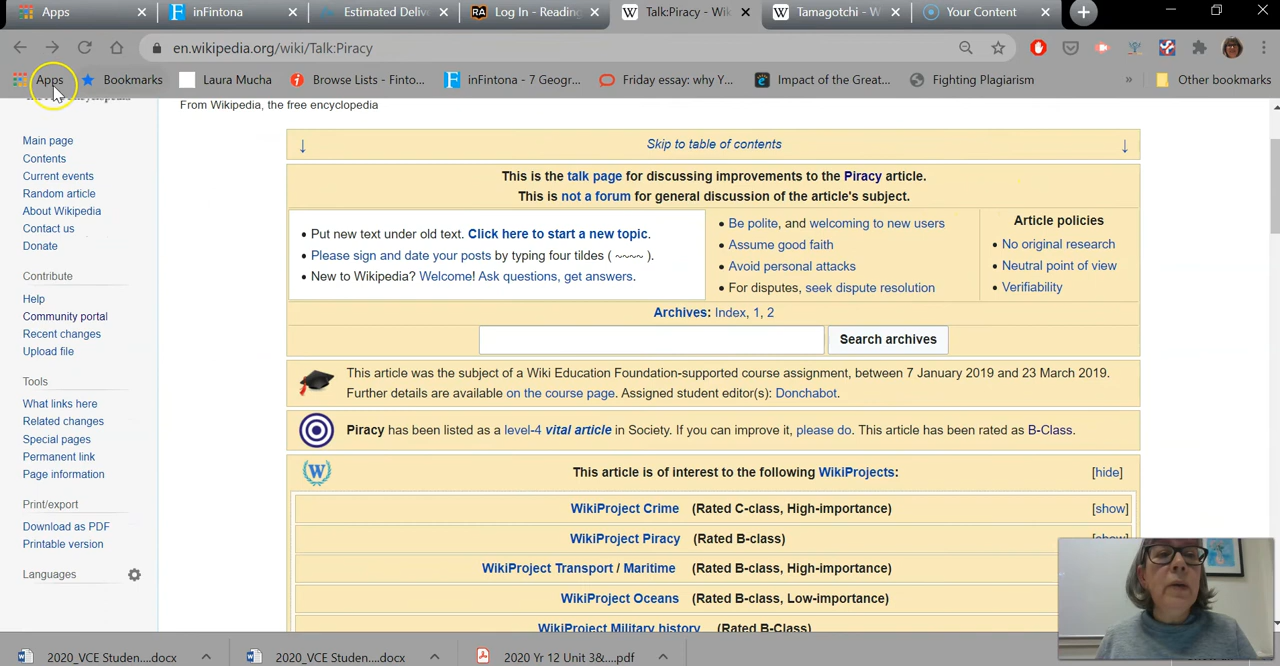 Apps
inFintona
Estimated Delive
Log In - Reading
Talk:Piracy - Wik
Tamagotchi - W
Your Content
en.wikipedia.org/wiki/Talk:Piracy
Apps
Bookmarks
Laura Mucha
Browse Lists - Finto...
inFintona - 7 Geogr...
Friday essay: why Y...
Impact of the Great...
Fighting Plagiarism
»
Other bookmarks
From Wikipedia, the free encyclopedia
Main page
Contents
Current events
Random article
About Wikipedia
Contact us
Donate
Contribute
Help
Community portal
Recent changes
Upload file
Tools
What links here
Related changes
Special pages
Permanent link
Page information
Print/export
Download as PDF
Printable version
Languages
↓ Skip to table of contents ↓
This is the talk page for discussing improvements to the Piracy article.
This is not a forum for general discussion of the article's subject.
• Put new text under old text. Click here to start a new topic.
• Please sign and date your posts by typing four tildes ( ~~~~ ).
• New to Wikipedia? Welcome! Ask questions, get answers.
• Be polite, and welcoming to new users
• Assume good faith
• Avoid personal attacks
• For disputes, seek dispute resolution
Article policies
• No original research
• Neutral point of view
• Verifiability
Archives: Index, 1, 2
Search archives
This article was the subject of a Wiki Education Foundation-supported course assignment, between 7 January 2019 and 23 March 2019.
Further details are available on the course page. Assigned student editor(s): Donchabot.
Piracy has been listed as a level-4 vital article in Society. If you can improve it, please do. This article has been rated as B-Class.
This article is of interest to the following WikiProjects: [hide]
WikiProject Crime (Rated C-class, High-importance) [show]
WikiProject Piracy (Rated B-class) [show]
WikiProject Transport / Maritime (Rated B-class, High-importance)
WikiProject Oceans (Rated B-class, Low-importance)
WikiProject Military history (Rated B-class)
2020_VCE Studen....docx
2020_VCE Studen....docx
2020 Yr 12 Unit 3&....pdf